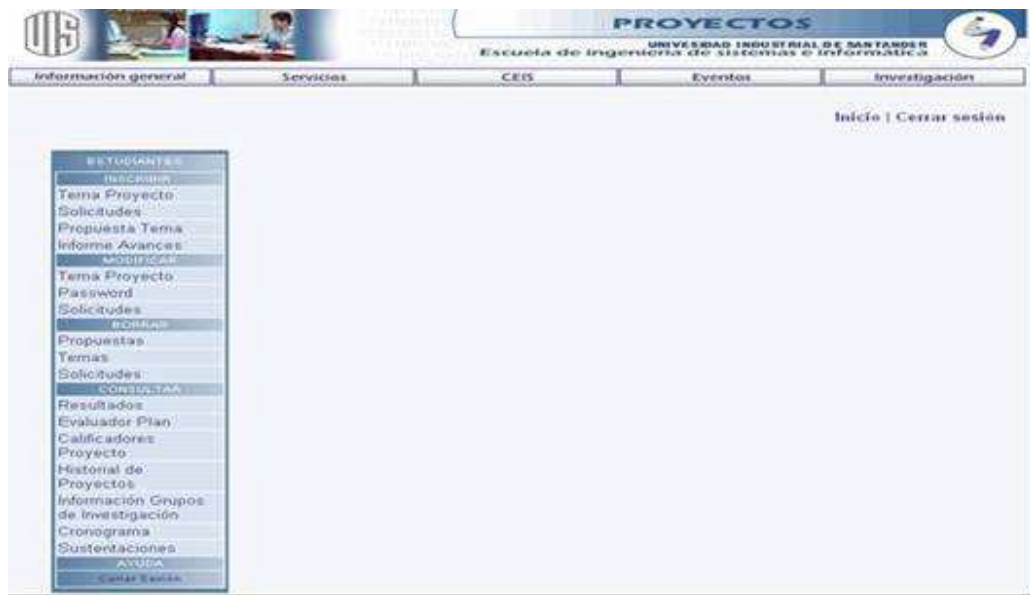 UIS
PROYECTOS
UNIVESIDAD INDUSTRIAL DE SANTANDER
Escuela de Ingeniería de sistemas e informática
Información general
Servicios
CEIS
Eventos
Investigación
Inicio | Cerrar sesión
ESTUDIANTES
INSCRIBIR
Tema Proyecto
Solicitudes
Propuesta Tema
Informe Avances
MODIFICAR
Tema Proyecto
Password
Solicitudes
BORRAR
Propuestas
Temas
Solicitudes
CONSULTAR
Resultados
Evaluador Plan
Calificadores
Proyecto
Historial de
Proyectos
Información Grupos
de Investigación
Cronograma
Sustentaciones
AYUDA
Cerrar Sesión